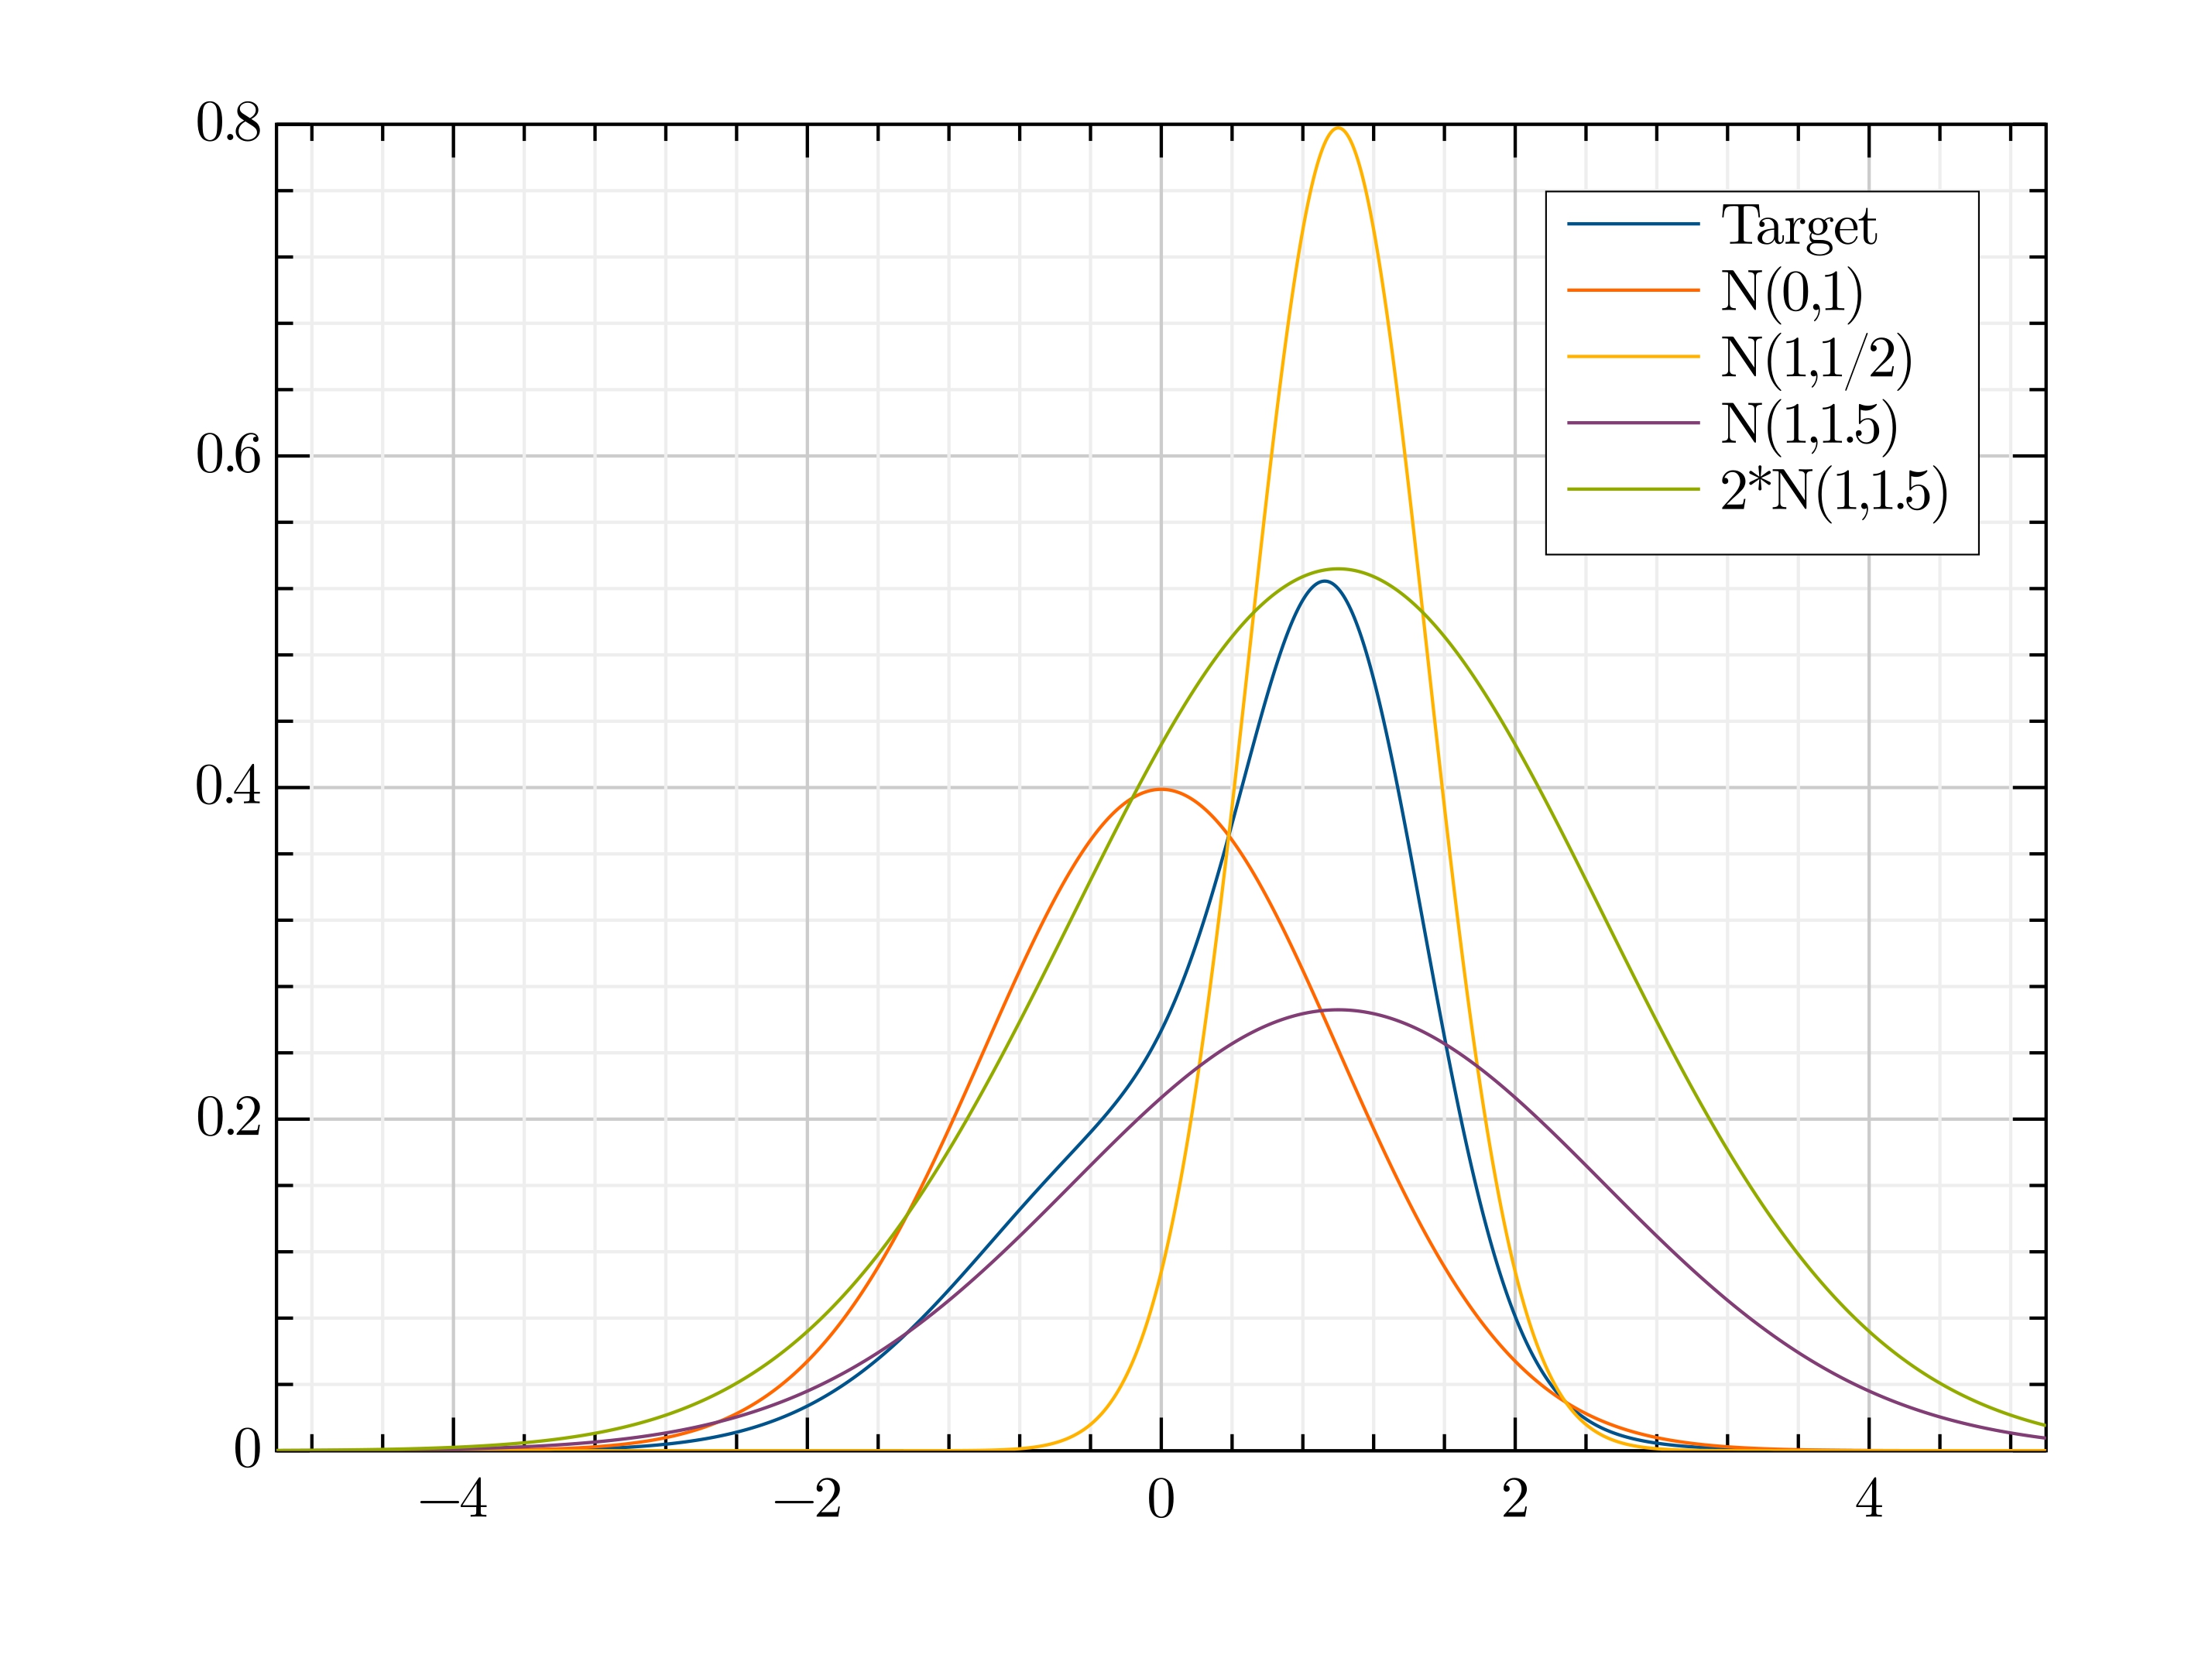 0.8
0.6
0.4
0.2
0
−4 −2 0 2 4
Target
N(0,1)
N(1,1/2)
N(1,1.5)
2*N(1,1.5)